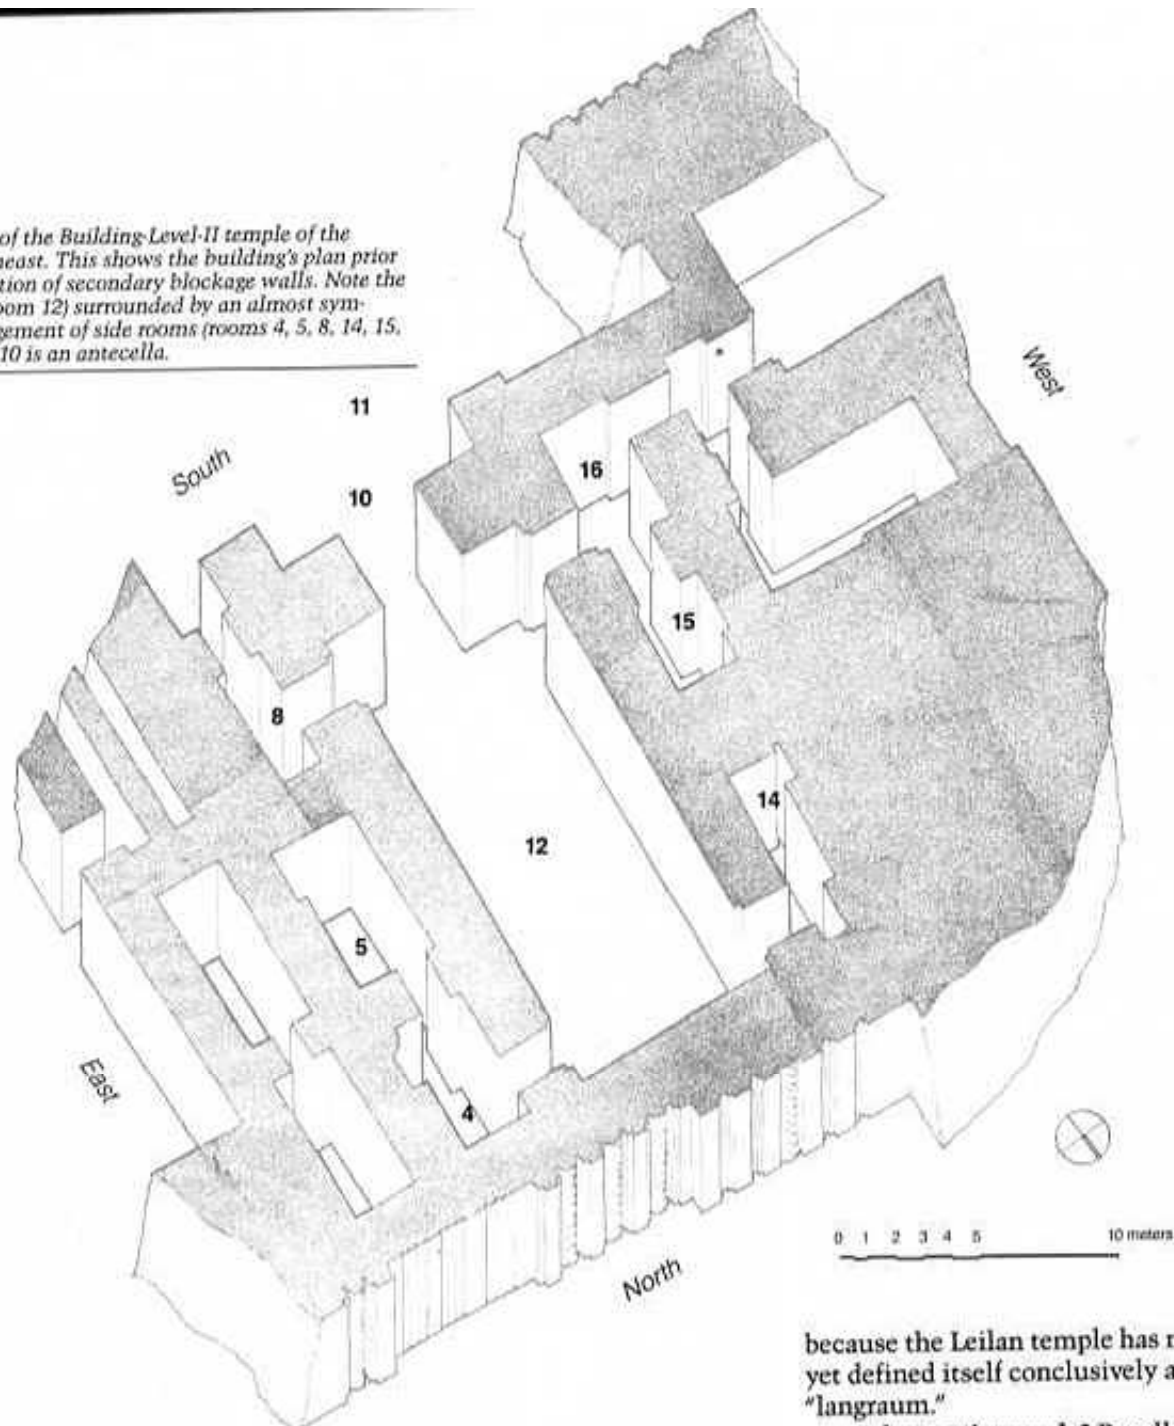 of the Building-Level-II temple of the
east. This shows the building's plan prior
tion of secondary blockage walls. Note the
oom 12) surrounded by an almost sym-
gement of side rooms (rooms 4, 5, 8, 14, 15,
10 is an antecella.
11
South
10
West
16
15
8
14
12
5
East
4
North
0 1 2 3 4 5 10 meters
because the Leilan temple has
yet defined itself conclusively a
"langraum."